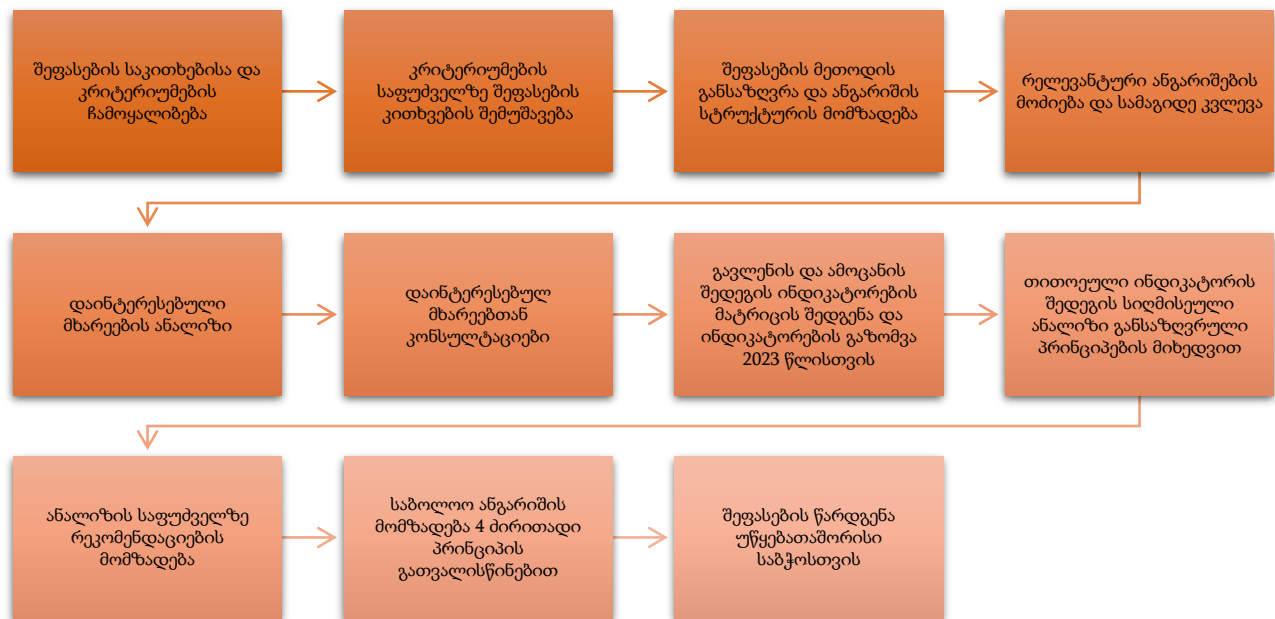 შეფასების საკითხებისა და
კრიტერიუმების
ჩამოყალიბება
კრიტერიუმების
საფუძველზე შეფასების
კითხვების შემუშავება
შეფასების მეთოდის
განსაზღვრა და ანგარიშის
სტრუქტურის მომზადება
რელევანტური ანგარიშების
მოძიება და სამაგიდე კვლევა
დაინტერესებული
მხარეების ანალიზი
დაინტერესებულ
მხარეებთან
კონსულტაციები
გავლენის და ამოცანის
შედეგის ინდიკატორების
მატრიცის შედგენა და
ინდიკატორების გაზომვა
2023 წლისთვის
თითოეული ინდიკატორის
შედეგის სიღმისეული
ანალიზი განსაზღვრული
პრინციპების მიხედვით
ანალიზის საფუძველზე
რეკომენდაციების
მომზადება
საბოლოო ანგარიშის
მომზადება 4 ძირითადი
პრინციპის
გათვალისწინებით
შეფასების წარდგენა
უწყებათაშორისი
საბჭოსთვის